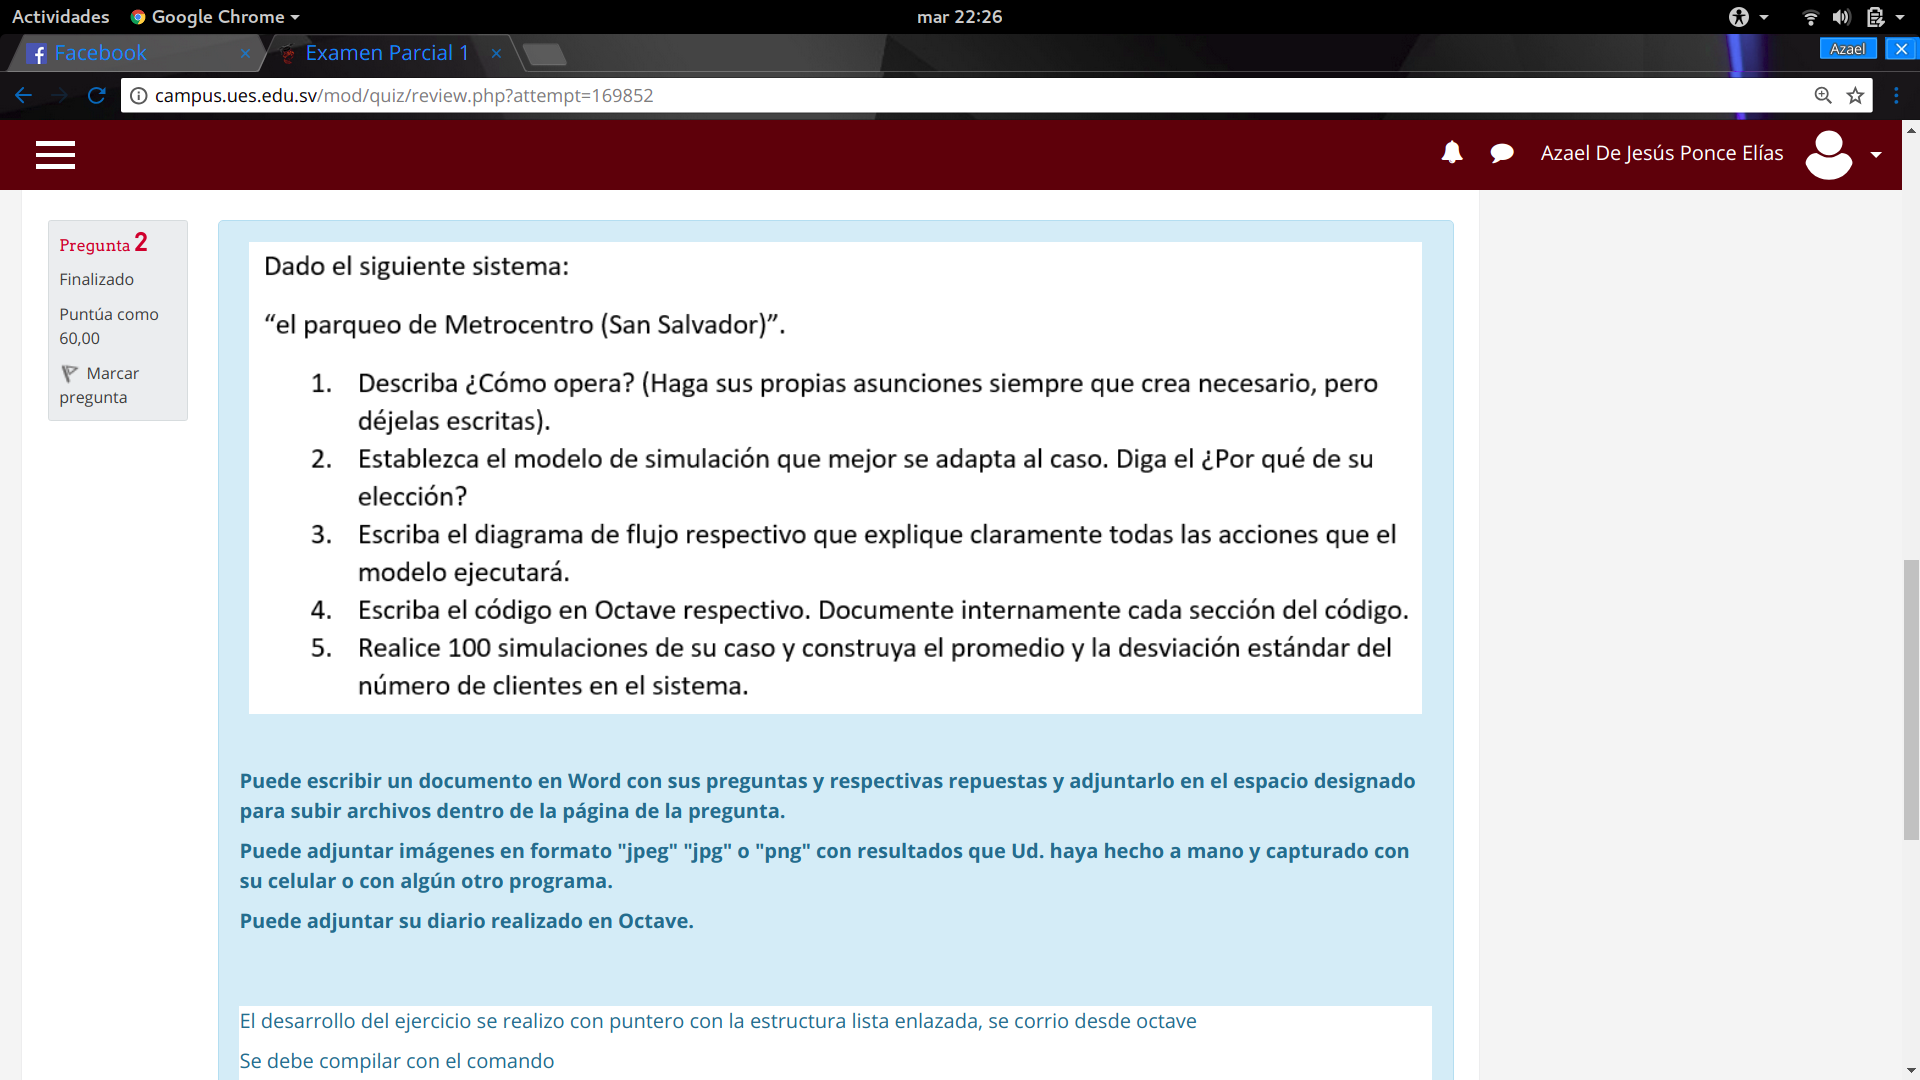 Actividades Google Chrome mar 22:26
Facebook Examen Parcial 1 Azael
campus.ues.edu.sv/mod/quiz/review.php?attempt=169852
Azael De Jesús Ponce Elías
Pregunta 2
Finalizado
Puntúa como
60,00
Marcar
pregunta
Dado el siguiente sistema:
“el parqueo de Metrocentro (San Salvador)”.
1. Describa ¿Cómo opera? (Haga sus propias asunciones siempre que crea necesario, pero
déjelas escritas).
2. Establezca el modelo de simulación que mejor se adapta al caso. Diga el ¿Por qué de su
elección?
3. Escriba el diagrama de flujo respectivo que explique claramente todas las acciones que el
modelo ejecutará.
4. Escriba el código en Octave respectivo. Documente internamente cada sección del código.
5. Realice 100 simulaciones de su caso y construya el promedio y la desviación estándar del
número de clientes en el sistema.
Puede escribir un documento en Word con sus preguntas y respectivas repuestas y adjuntarlo en el espacio designado
para subir archivos dentro de la página de la pregunta.
Puede adjuntar imágenes en formato "jpeg" "jpg" o "png" con resultados que Ud. haya hecho a mano y capturado con
su celular o con algún otro programa.
Puede adjuntar su diario realizado en Octave.
El desarrollo del ejercicio se realizo con puntero con la estructura lista enlazada, se corrio desde octave
Se debe compilar con el comando